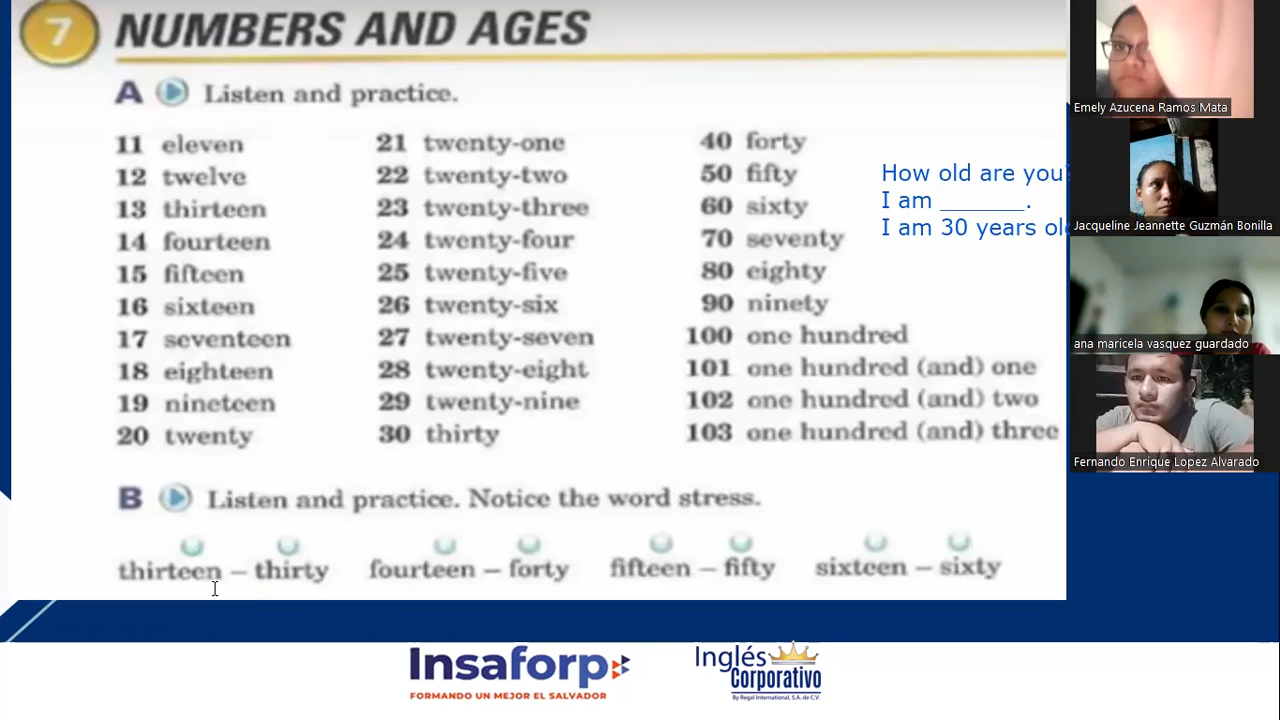 7 NUMBERS AND AGES
A Listen and practice.
11 eleven
12 twelve
13 thirteen
14 fourteen
15 fifteen
16 sixteen
17 seventeen
18 eighteen
19 nineteen
20 twenty
21 twenty-one
22 twenty-two
23 twenty-three
24 twenty-four
25 twenty-five
26 twenty-six
27 twenty-seven
28 twenty-eight
29 twenty-nine
30 thirty
40 forty
50 fifty
60 sixty
70 seventy
80 eighty
90 ninety
100 one hundred
101 one hundred (and) one
102 one hundred (and) two
103 one hundred (and) three
How old are you?
I am ______.
I am 30 years ol
B Listen and practice. Notice the word stress.
thirteen – thirty fourteen – forty fifteen – fifty sixteen – sixty
Emely Azucena Ramos Mata
Jacqueline Jeannette Guzmán Bonilla
ana maricela vasquez guardado
Fernando Enrique Lopez Alvarado
Insaforp
FORMANDO UN MEJOR EL SALVADOR
Inglés
Corporativo
By Regal International, S.A. de C.V.